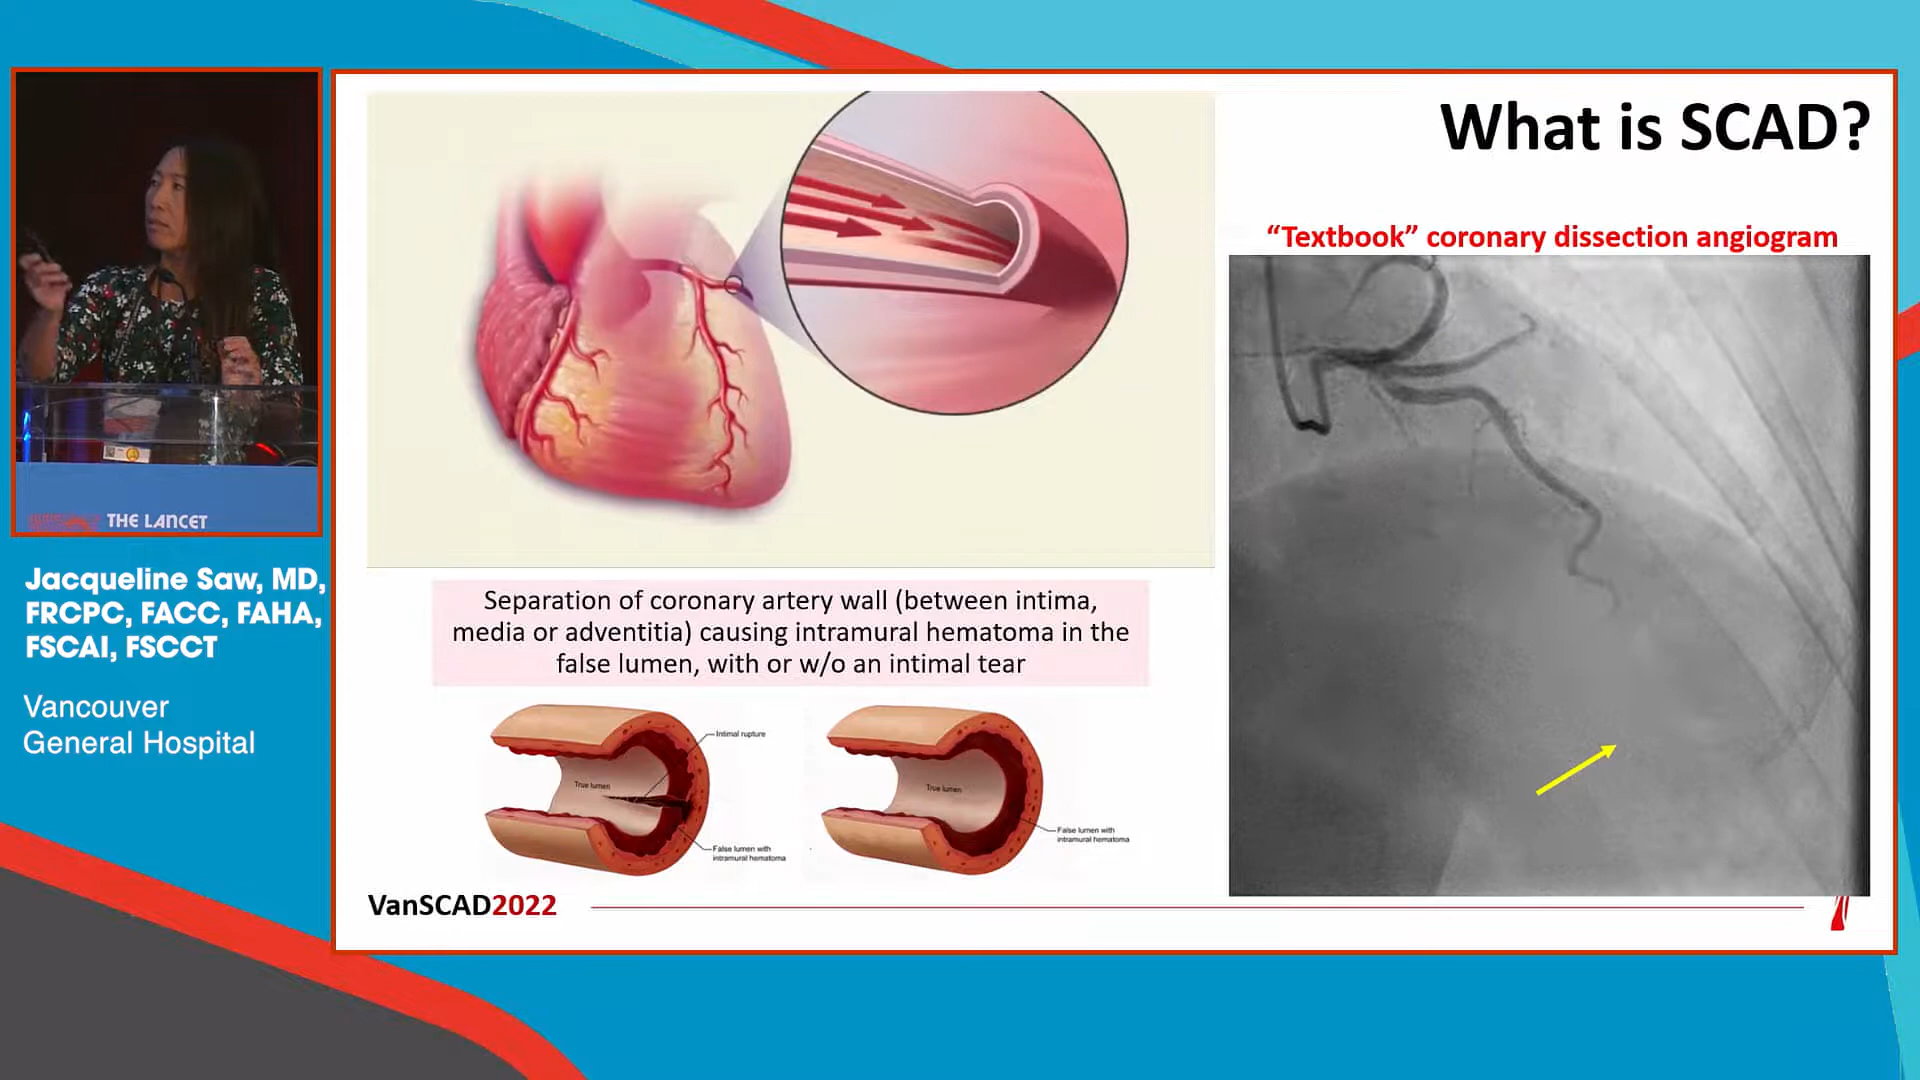 What is SCAD?
“Textbook” coronary dissection angiogram
Separation of coronary artery wall (between intima,
media or adventitia) causing intramural hematoma in the
false lumen, with or w/o an intimal tear
Intimal rupture
True lumen
False lumen with
intramural hematoma
True lumen
False lumen with
intramural hematoma
VanSCAD2022
THE LANCET
Jacqueline Saw, MD,
FRCPC, FACC, FAHA,
FSCAI, FSCCT
Vancouver
General Hospital